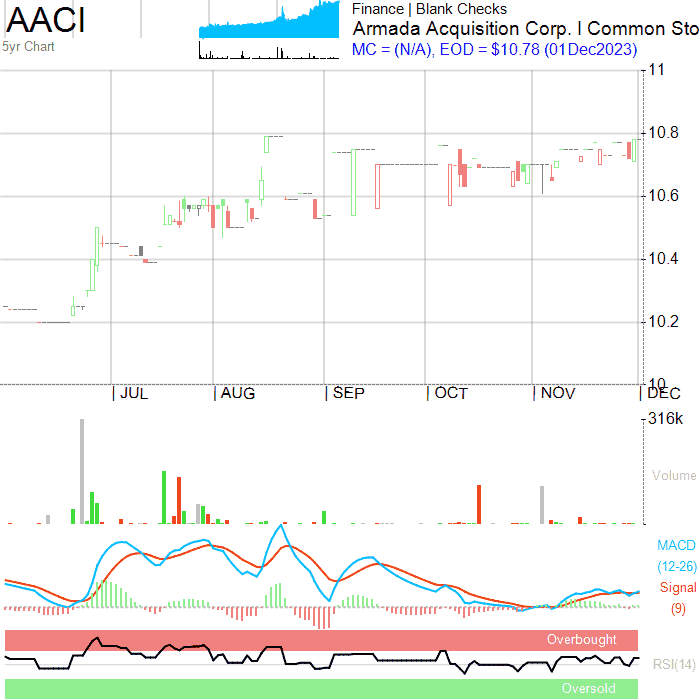 AACI
5yr Chart
Finance | Blank Checks
Armada Acquisition Corp. I Common Sto
MC = (N/A), EOD = $10.78 (01Dec2023)
11
10.8
10.6
10.4
10.2
10
| JUL | AUG | SEP | OCT | NOV | DEC
316k
Volume
MACD
(12-26)
Signal
(9)
Overbought
RSI(14)
Oversold